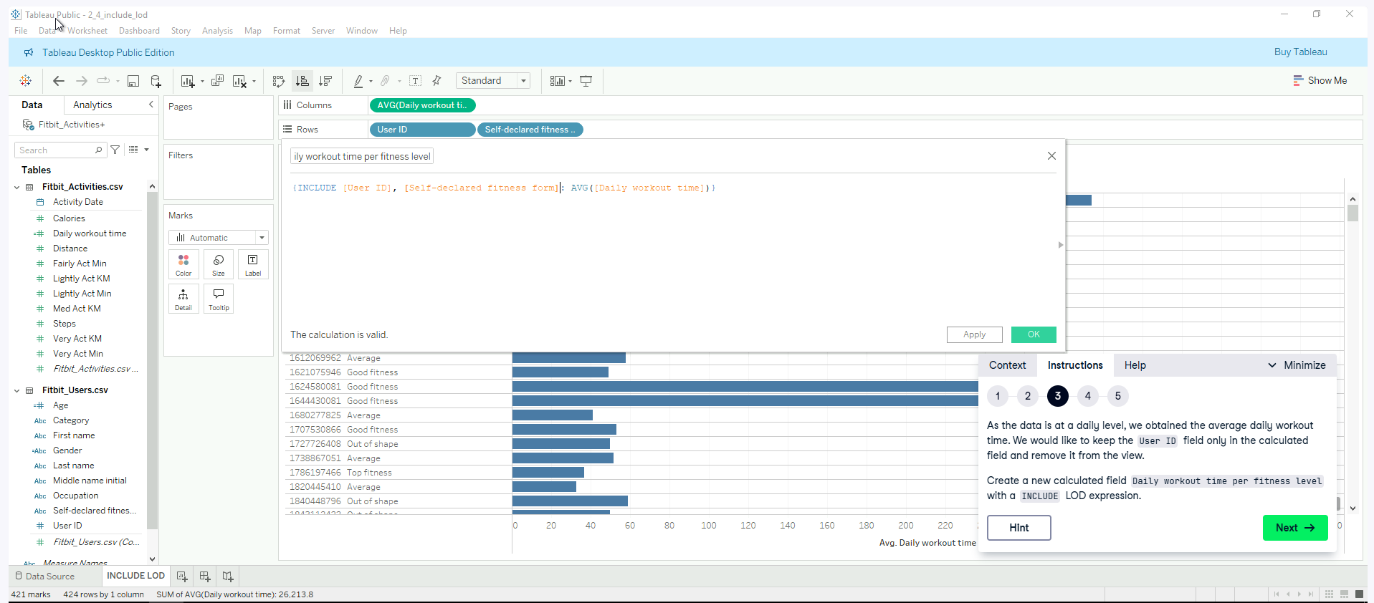 Tableau Public - 2_4_include_lod
File Data Worksheet Dashboard Story Analysis Map Format Server Window Help
Tableau Desktop Public Edition
Buy Tableau
Standard
Show Me
Data Analytics
Fitbit_Activities+
Search
Tables
Fitbit_Activities.csv
Activity Date
Calories
Daily workout time
Distance
Fairly Act Min
Lightly Act KM
Lightly Act Min
Med Act KM
Steps
Very Act KM
Very Act Min
Fitbit_Activities.csv ...
Fitbit_Users.csv
Age
Abc Category
Abc First name
Abc Gender
Abc Last name
Abc Middle name initial
Abc Occupation
Abc Self-declared fitnes...
User ID
Fitbit_Users.csv (Co...
Abc Measure Names
Pages
Filters
Marks
Automatic
Color Size Label
Detail Tooltip
Columns AVG(Daily workout ti..
Rows User ID Self-declared fitness ..
ily workout time per fitness level
{INCLUDE [User ID], [Self-declared fitness form]: AVG([Daily workout time])}
The calculation is valid.
Apply OK
1612069962 Average
1621075946 Good fitness
1624580081 Good fitness
1644430081 Good fitness
1680277825 Average
1707530866 Good fitness
1727726408 Out of shape
1738867051 Average
1786197466 Top fitness
1820445410 Average
1840448796 Out of shape
0 20 40 60 80 100 120 140 160 180 200 220
Avg. Daily workout time
Context Instructions Help Minimize
1 2 3 4 5
As the data is at a daily level, we obtained the average daily workout
time. We would like to keep the User ID field only in the calculated
field and remove it from the view.
Create a new calculated field Daily workout time per fitness level
with a INCLUDE LOD expression.
Hint Next →
Data Source INCLUDE LOD
421 marks 424 rows by 1 column SUM of AVG(Daily workout time): 26,213.8